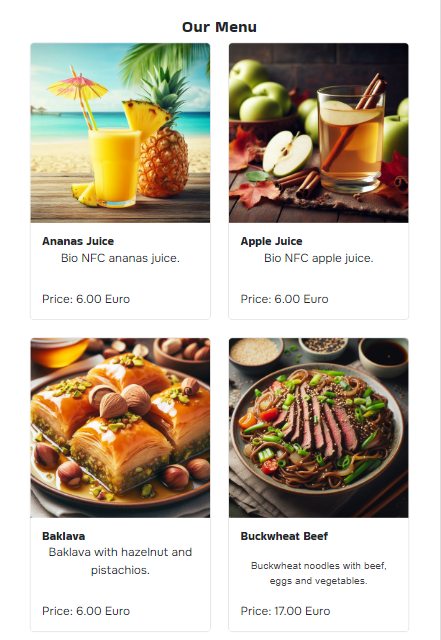 Our Menu
Ananas Juice
Bio NFC ananas juice.
Price: 6.00 Euro
Apple Juice
Bio NFC apple juice.
Price: 6.00 Euro
Baklava
Baklava with hazelnut and
pistachios.
Price: 6.00 Euro
Buckwheat Beef
Buckwheat noodles with beef,
eggs and vegetables.
Price: 17.00 Euro